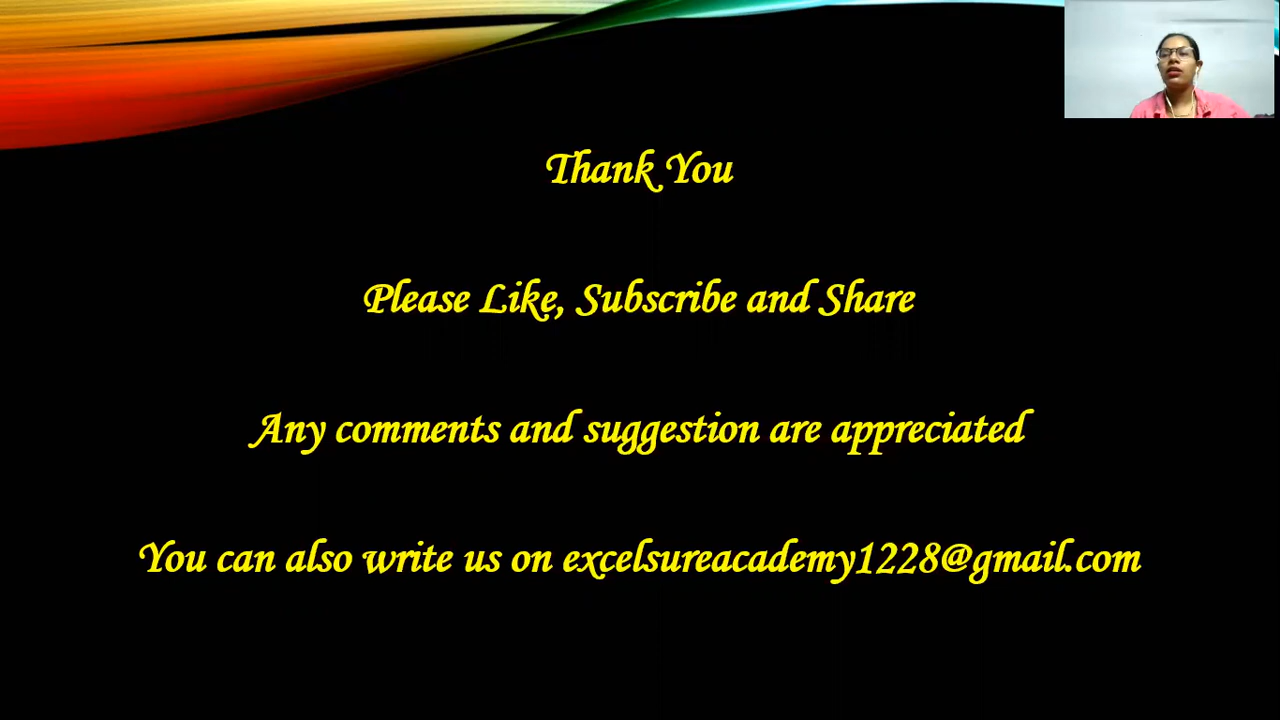 Thank You
Please Like, Subscribe and Share
Any comments and suggestion are appreciated
You can also write us on excelsureacademy1228@gmail.com